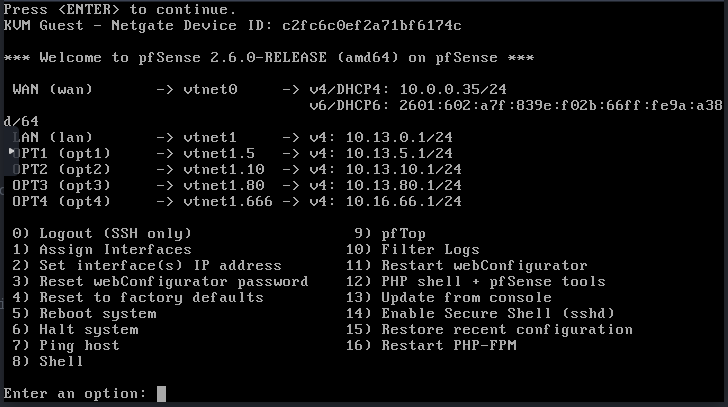 Press <ENTER> to continue.
KVM Guest - Netgate Device ID: c2fc6c0ef2a71bf6174c
*** Welcome to pfSense 2.6.0-RELEASE (amd64) on pfSense ***
WAN (wan) -> vtnet0 -> v4/DHCP4: 10.0.0.35/24
v6/DHCP6: 2601:602:a7f:839e:f02b:66ff:fe9a:a38
d/64
LAN (lan) -> vtnet1 -> v4: 10.13.0.1/24
OPT1 (opt1) -> vtnet1.5 -> v4: 10.13.5.1/24
OPT2 (opt2) -> vtnet1.10 -> v4: 10.13.10.1/24
OPT3 (opt3) -> vtnet1.80 -> v4: 10.13.80.1/24
OPT4 (opt4) -> vtnet1.666 -> v4: 10.16.66.1/24
0) Logout (SSH only) 9) pfTop
1) Assign Interfaces 10) Filter Logs
2) Set interface(s) IP address 11) Restart webConfigurator
3) Reset webConfigurator password 12) PHP shell + pfSense tools
4) Reset to factory defaults 13) Update from console
5) Reboot system 14) Enable Secure Shell (sshd)
6) Halt system 15) Restore recent configuration
7) Ping host 16) Restart PHP-FPM
8) Shell
Enter an option: